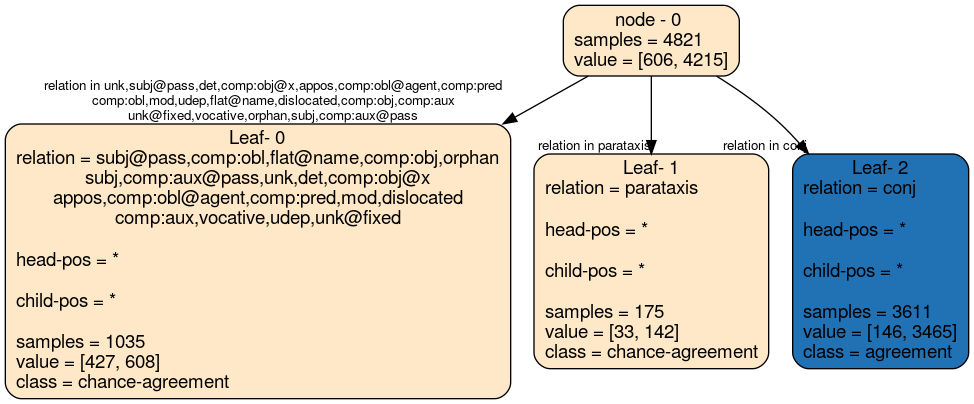 node - 0
samples = 4821
value = [606, 4215]
relation in unk,subj@pass,det,comp:obj@x,appos,comp:obl@agent,comp:pred
comp:obl,mod,udep,flat@name,dislocated,comp:obj,comp:aux
unk@fixed,vocative,orphan,subj,comp:aux@pass
relation in parataxis
relation in conj
Leaf- 0
relation = subj@pass,comp:obl,flat@name,comp:obj,orphan
subj,comp:aux@pass,unk,det,comp:obj@x
appos,comp:obl@agent,comp:pred,mod,dislocated
comp:aux,vocative,udep,unk@fixed
head-pos = *
child-pos = *
samples = 1035
value = [427, 608]
class = chance-agreement
Leaf- 1
relation = parataxis
head-pos = *
child-pos = *
samples = 175
value = [33, 142]
class = chance-agreement
Leaf- 2
relation = conj
head-pos = *
child-pos = *
samples = 3611
value = [146, 3465]
class = agreement